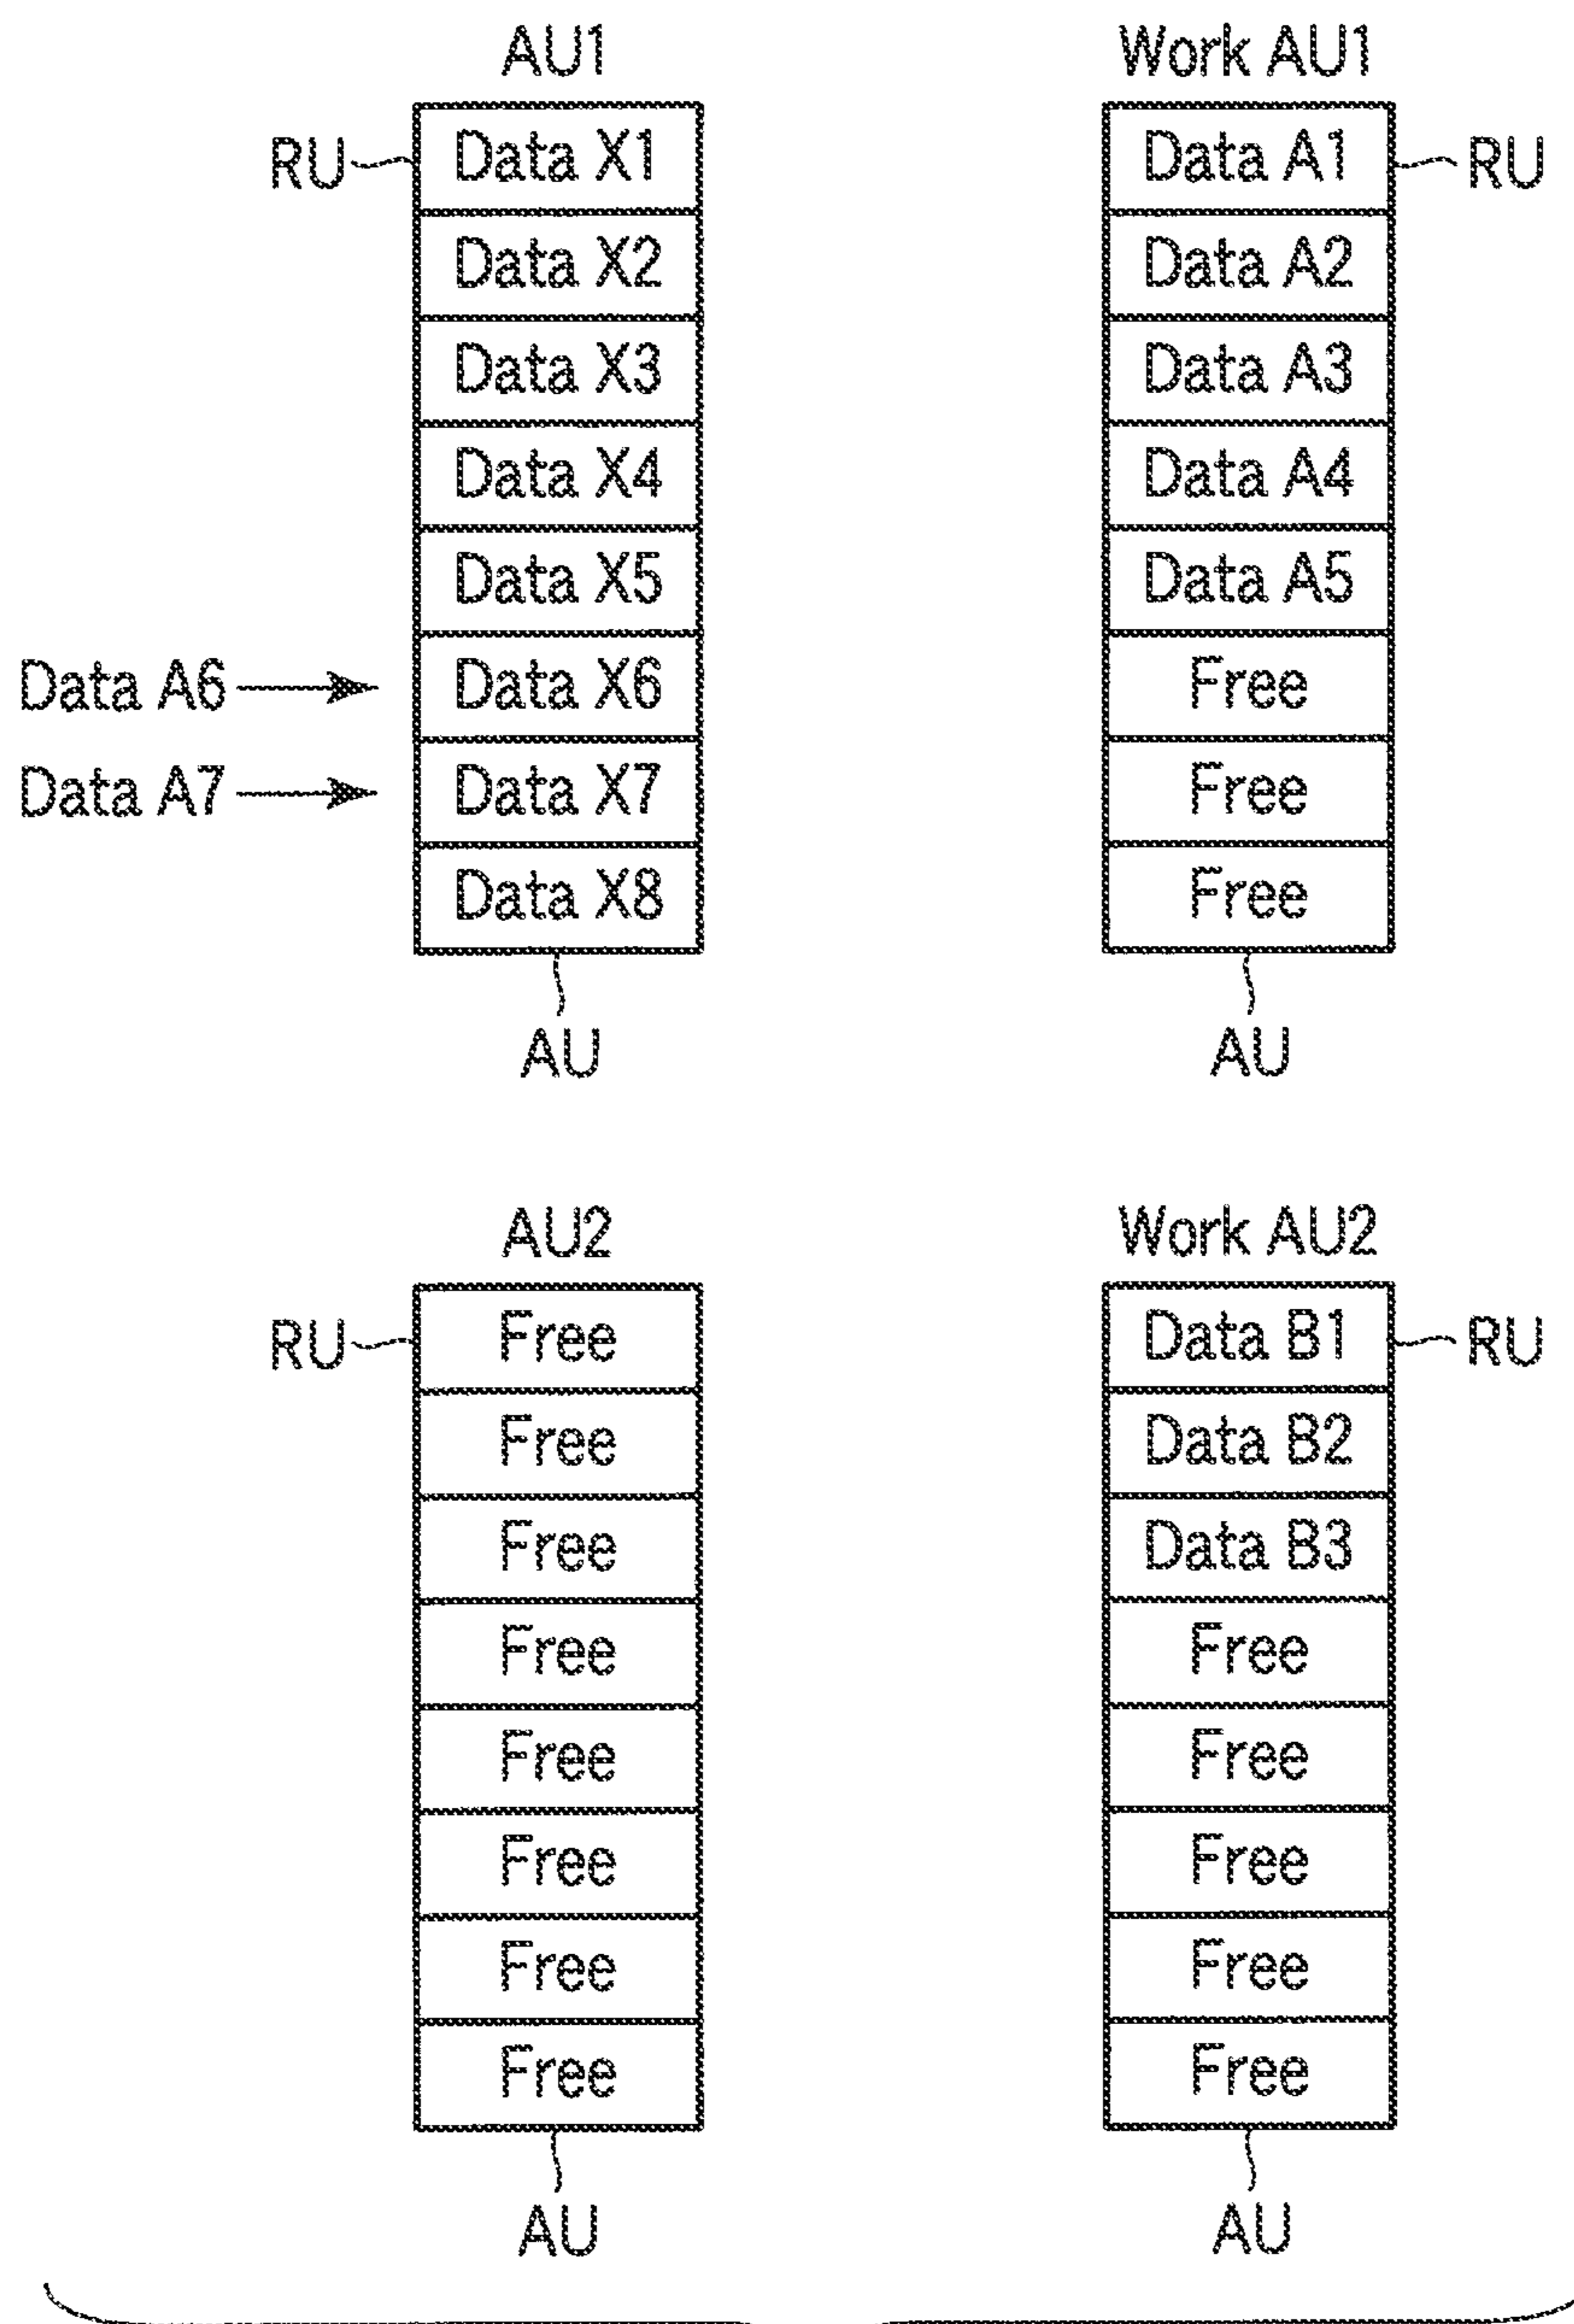 AU1
RU
Data X1
Data X2
Data X3
Data X4
Data X5
Data A6
Data X6
Data A7
Data X7
Data X8
AU
Work AU1
Data A1
RU
Data A2
Data A3
Data A4
Data A5
Free
Free
Free
AU
AU2
RU
Free
Free
Free
Free
Free
Free
Free
Free
AU
Work AU2
Data B1
RU
Data B2
Data B3
Free
Free
Free
Free
Free
AU